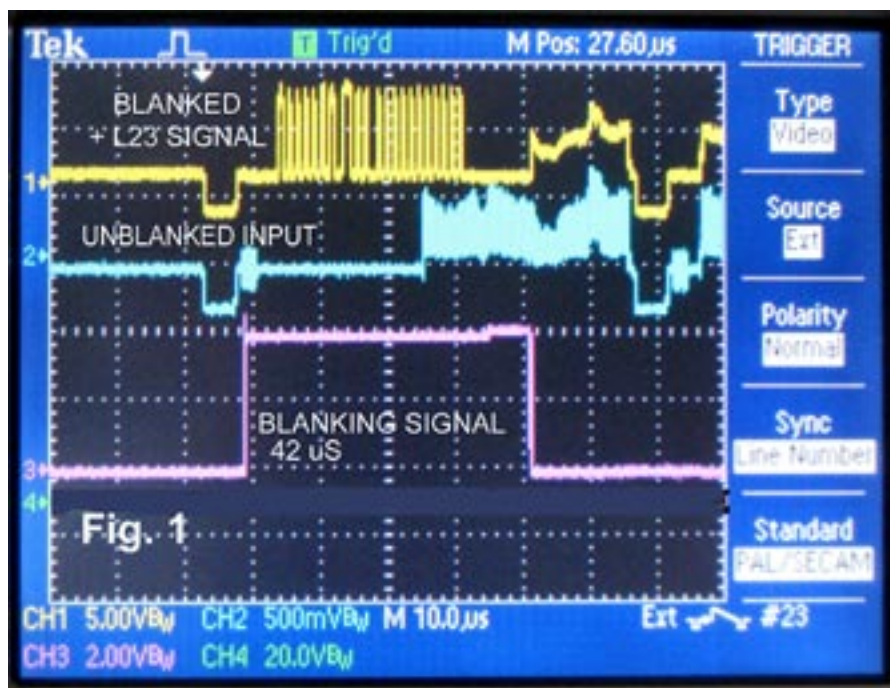 Tek T Trig'd M Pos: 27.60µs TRIGGER
BLANKED
+ L23 SIGNAL
Type
Video
1
Source
Ext
UNBLANKED INPUT
2
Polarity
Normal
BLANKING SIGNAL
42 uS
Sync
Line Number
3
4
Fig. 1
Standard
PAL/SECAM
CH1 5.00VBW CH2 500mVBW M 10.0µs Ext #23
CH3 2.00VBW CH4 20.0VBW